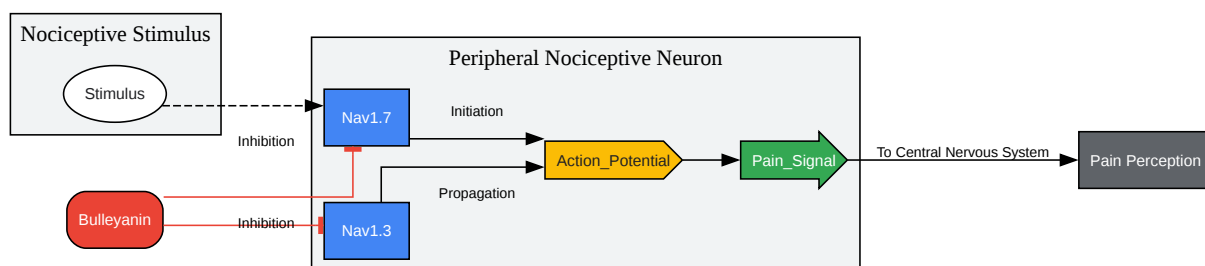 Nociceptive Stimulus
Stimulus
Peripheral Nociceptive Neuron
Nav1.7
Initiation
Inhibition
Action_Potential
Pain_Signal
To Central Nervous System
Pain Perception
Propagation
Bulleyanin
Inhibition
Nav1.3